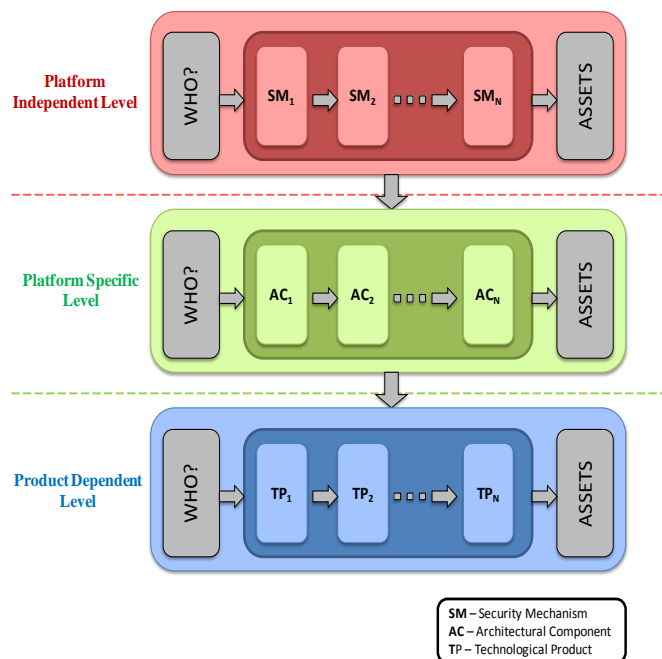 Platform
Independent Level
WHO?
SM1
SM2
SMN
ASSETS
Platform Specific
Level
WHO?
AC1
AC2
ACN
ASSETS
Product Dependent
Level
WHO?
TP1
TP2
TPN
ASSETS
SM – Security Mechanism
AC – Architectural Component
TP – Technological Product